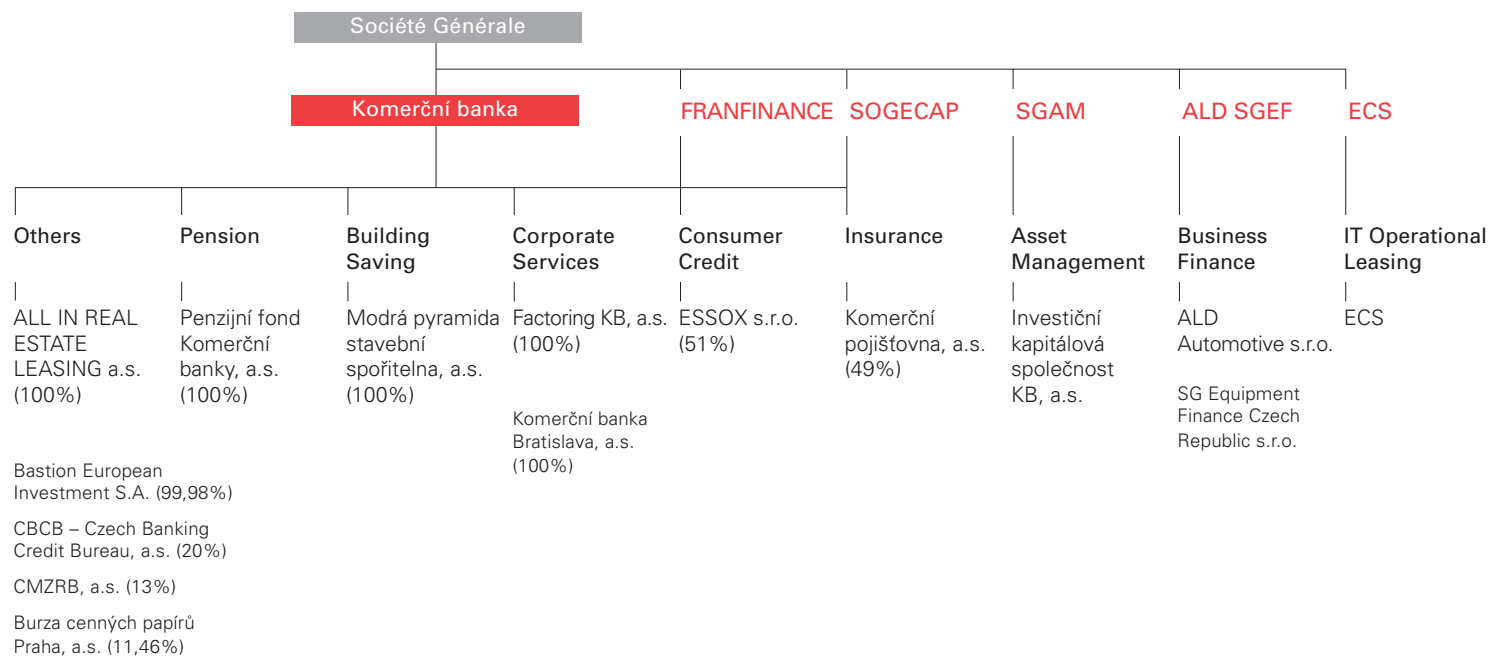 Société Générale
Komerční banka
FRANFINANCE
SOGECAP
SGAM
ALD SGEF
ECS
Others
Pension
Building
Saving
Corporate
Services
Consumer
Credit
Insurance
Asset
Management
Business
Finance
IT Operational
Leasing
ALL IN REAL
ESTATE
LEASING a.s.
(100%)
Penzijní fond
Komerční
banky, a.s.
(100%)
Modrá pyramida
stavební
spořitelna, a.s.
(100%)
Factoring KB, a.s.
(100%)
ESSOX s.r.o.
(51%)
Komerční
pojišťovna, a.s.
(49%)
Investiční
kapitálová
společnost
KB, a.s.
ALD
Automotive s.r.o.
ECS
Komerční banka
Bratislava, a.s.
(100%)
SG Equipment
Finance Czech
Republic s.r.o.
Bastion European
Investment S.A. (99,98%)
CBCB – Czech Banking
Credit Bureau, a.s. (20%)
CMZRB, a.s. (13%)
Burza cenných papírů
Praha, a.s. (11,46%)